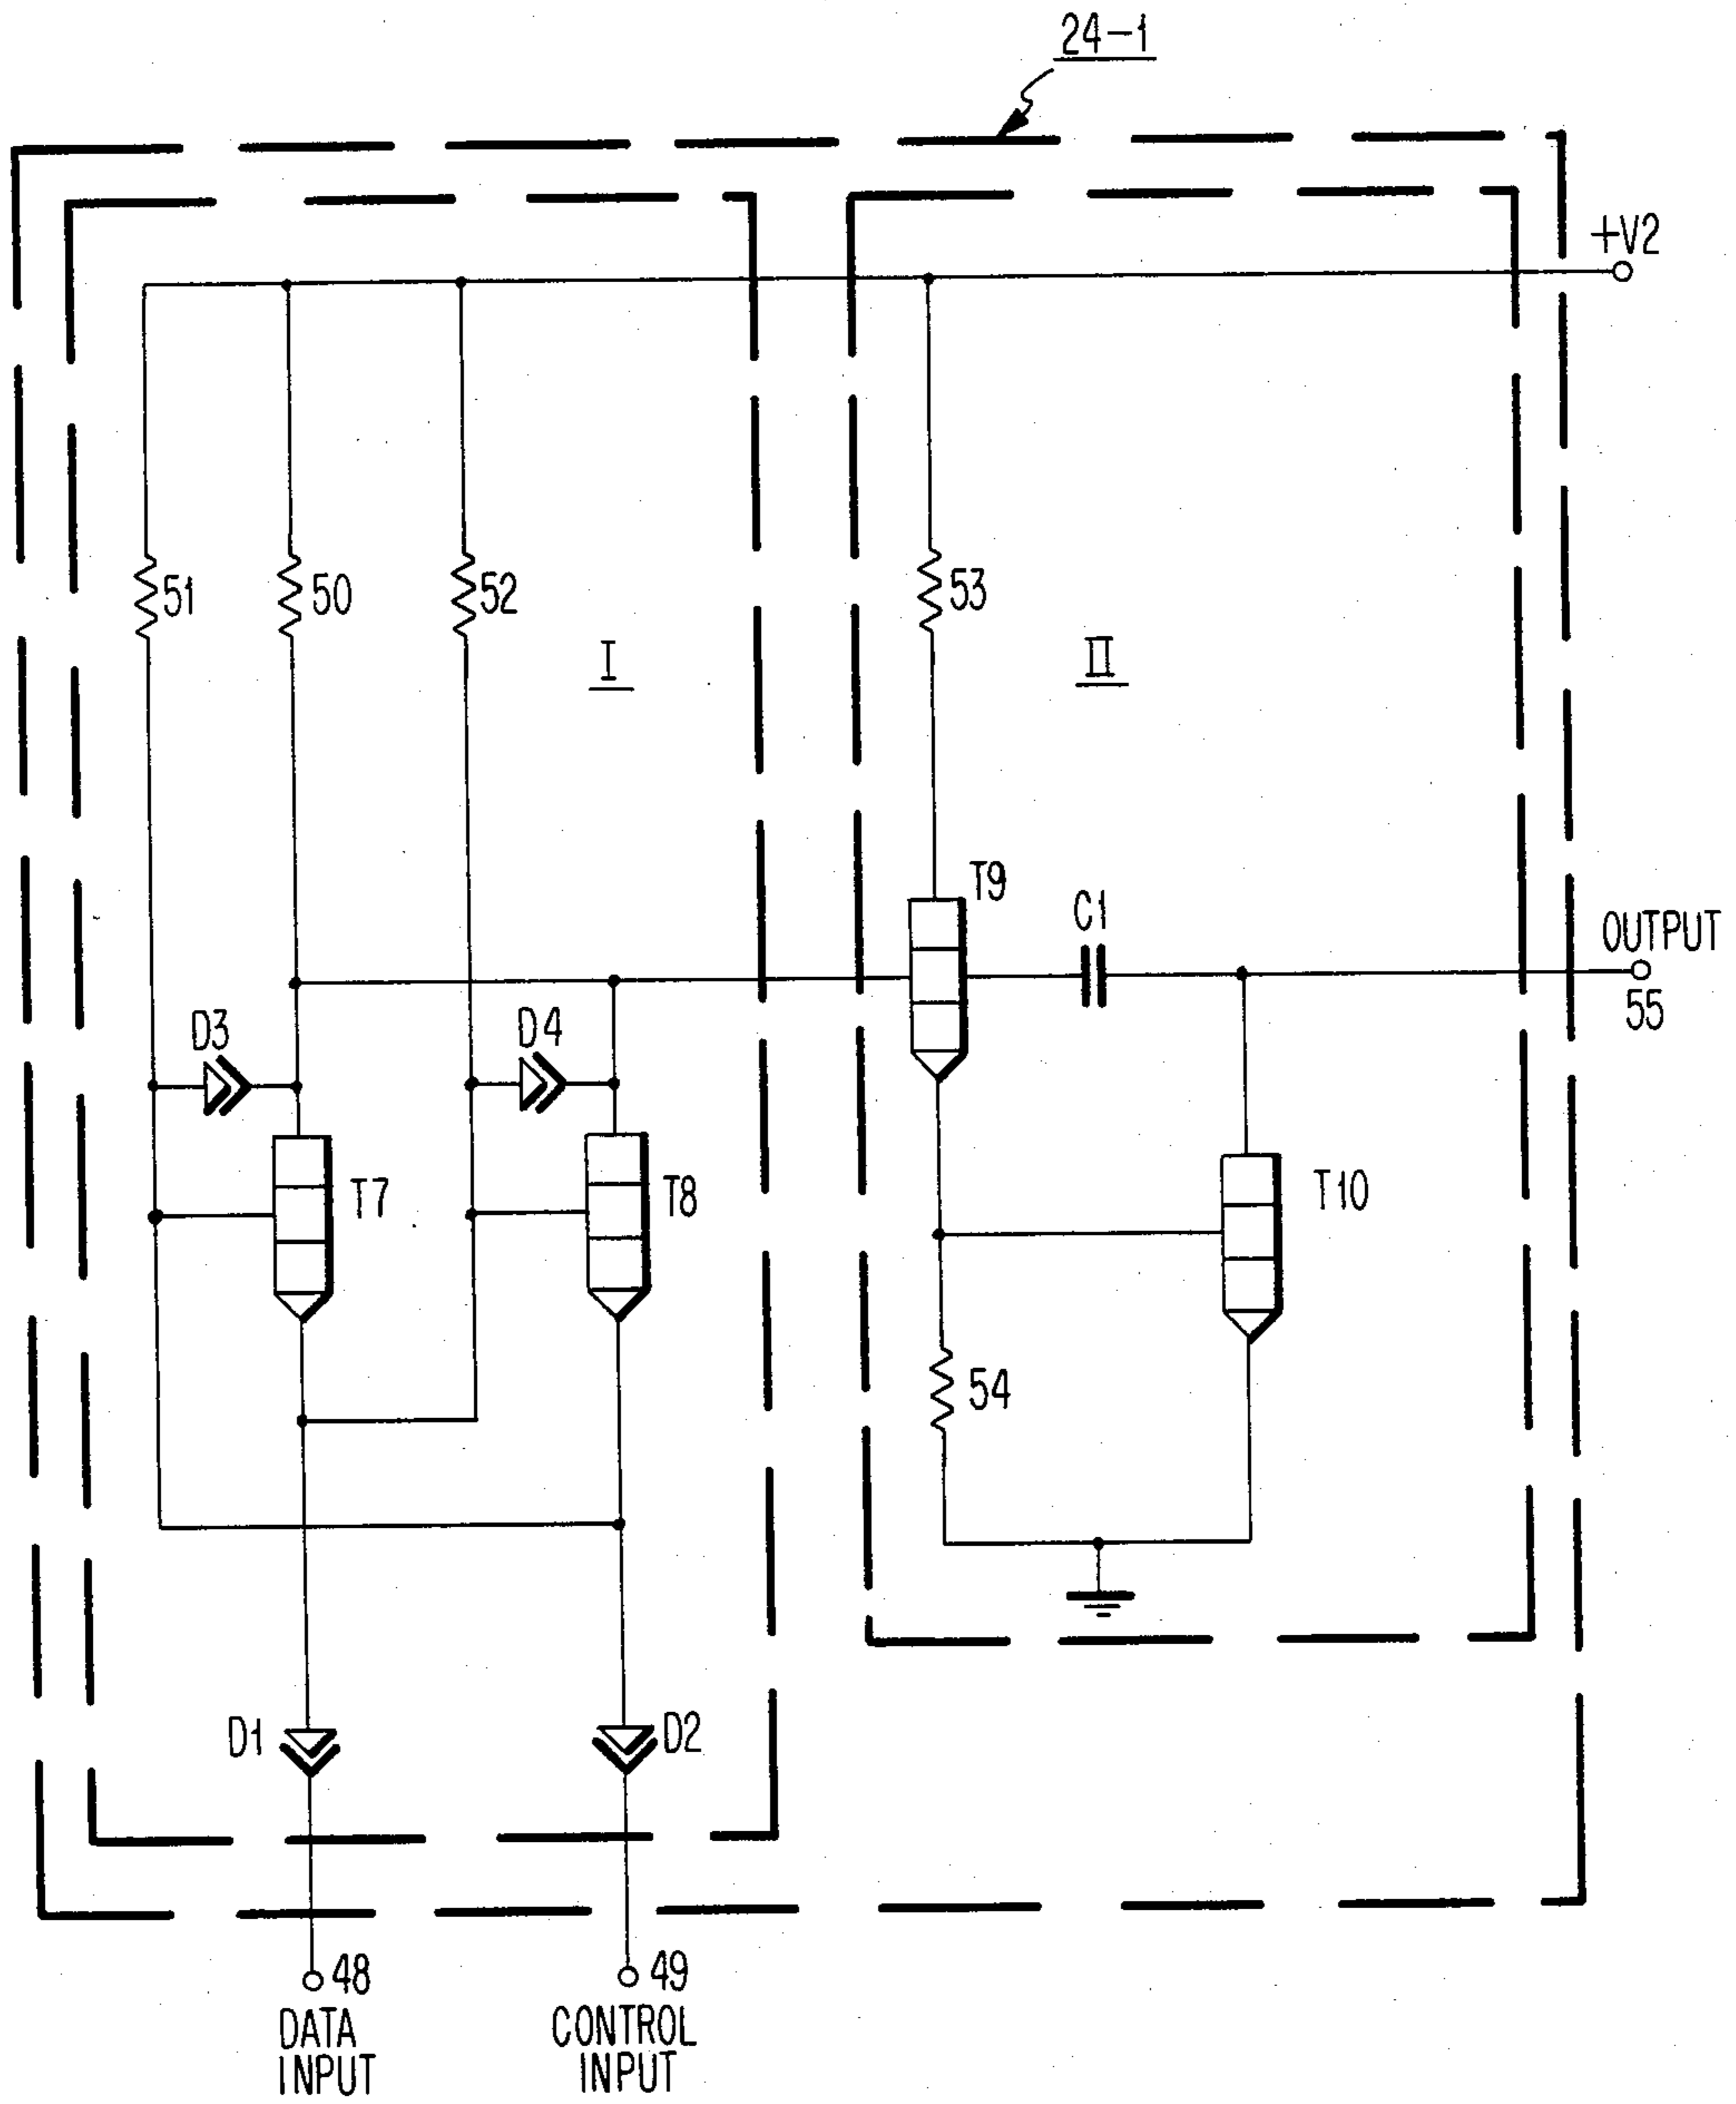 24-1
+V2
51
50
52
53
I
II
T9
C1
OUTPUT
55
D3
D4
T7
T8
T10
54
D1
D2
48
49
DATA
INPUT
CONTROL
INPUT